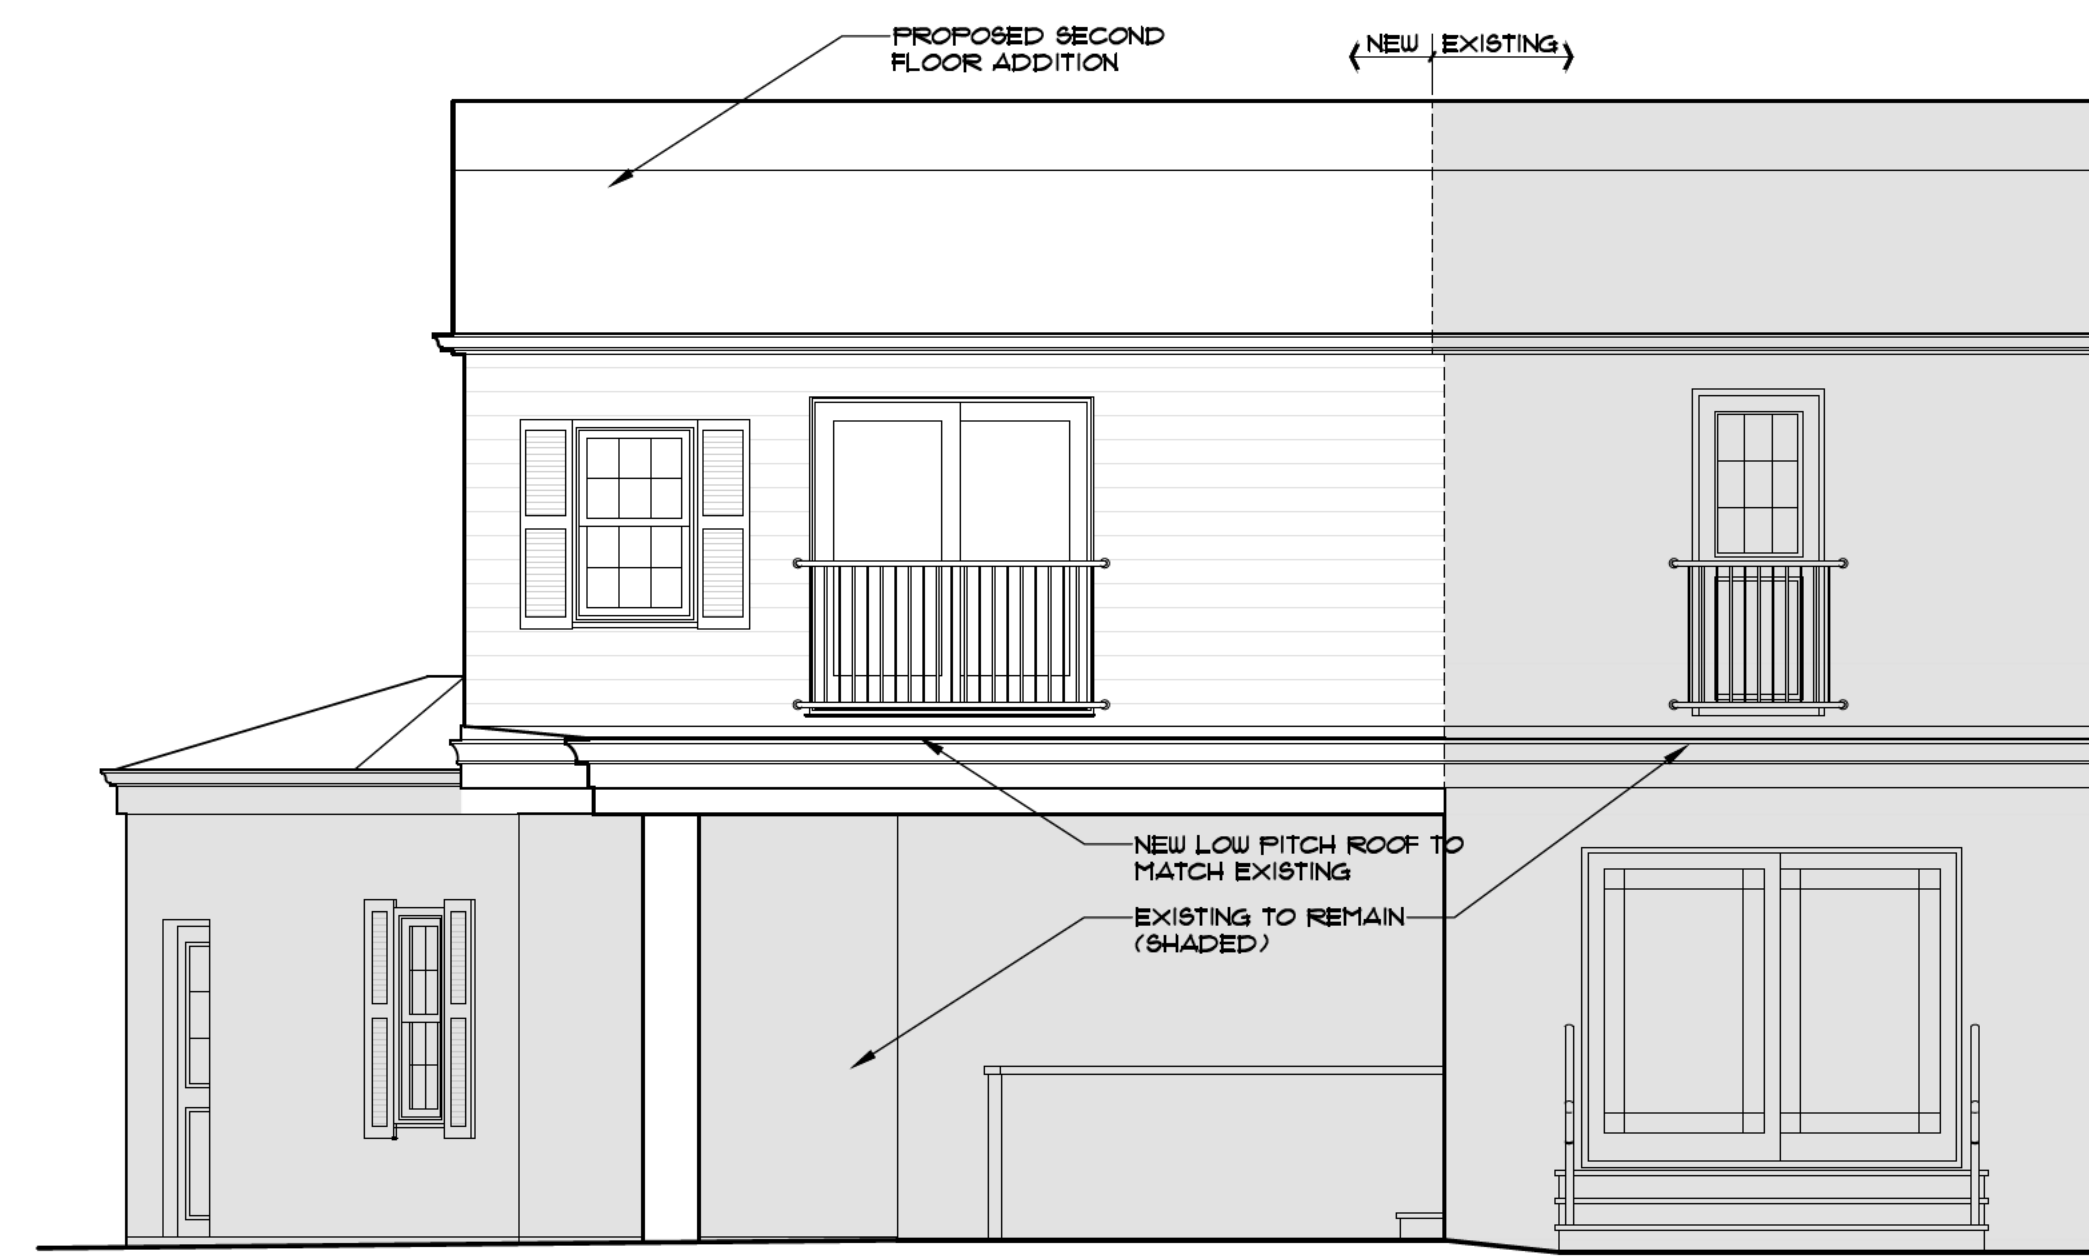 PROPOSED SECOND
FLOOR ADDITION
NEW EXISTING
NEW LOW PITCH ROOF TO
MATCH EXISTING
EXISTING TO REMAIN
(SHADED)